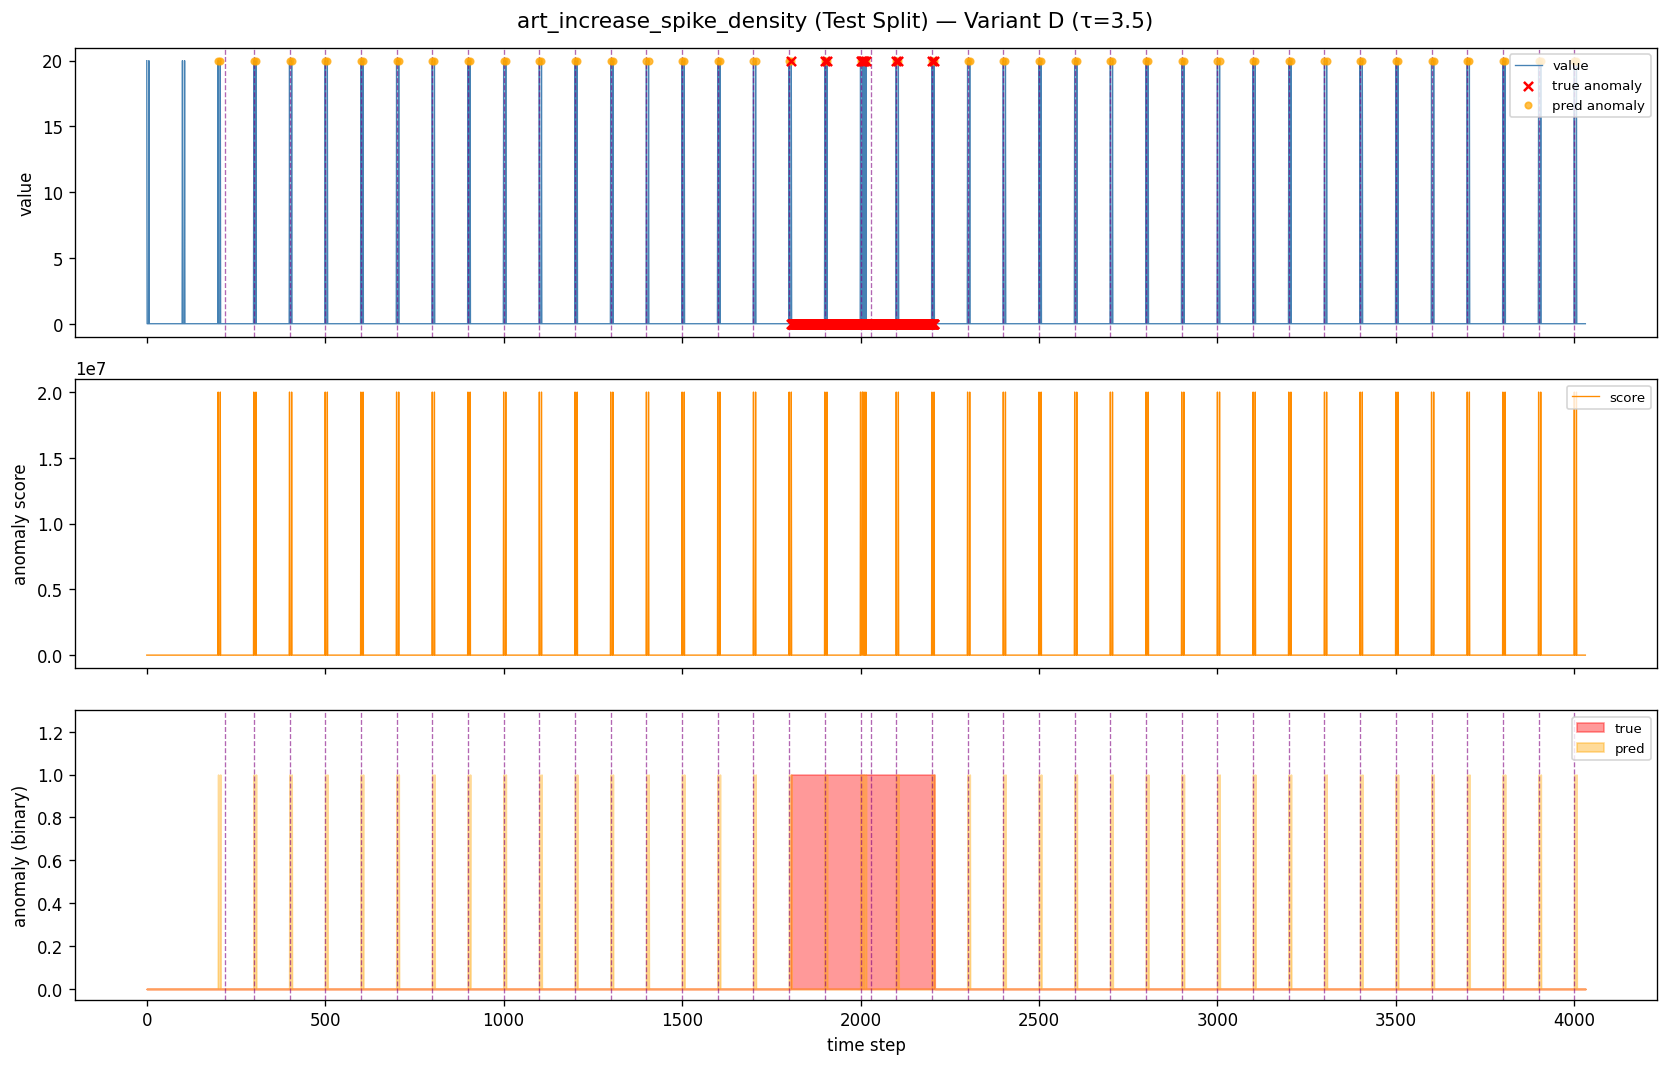 art_increase_spike_density (Test Split) — Variant D (τ=3.5)
value
20
15
10
5
0
value
true anomaly
pred anomaly
1e7
anomaly score
2.0
1.5
1.0
0.5
0.0
score
anomaly (binary)
1.2
1.0
0.8
0.6
0.4
0.2
0.0
true
pred
0 500 1000 1500 2000 2500 3000 3500 4000
time step